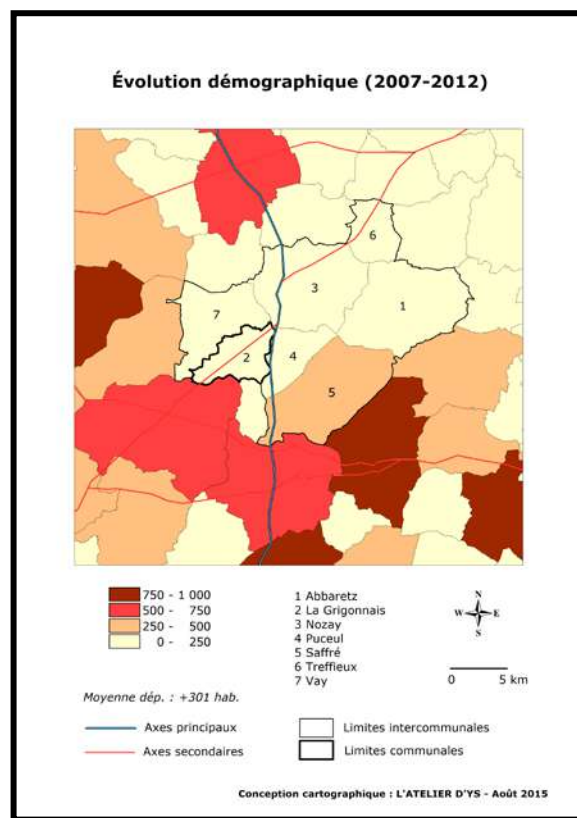 Évolution démographique (2007-2012)
6
3
1
7
2
4
5
750 - 1 000
500 - 750
250 - 500
0 - 250
1 Abbaretz
2 La Grigonnais
3 Nozay
4 Puceul
5 Saffré
6 Treffieux
7 Vay
N
W E
S
0 5 km
Moyenne dép. : +301 hab.
Axes principaux
Axes secondaires
Limites intercommunales
Limites communales
Conception cartographique : L'ATELIER D'YS - Août 2015